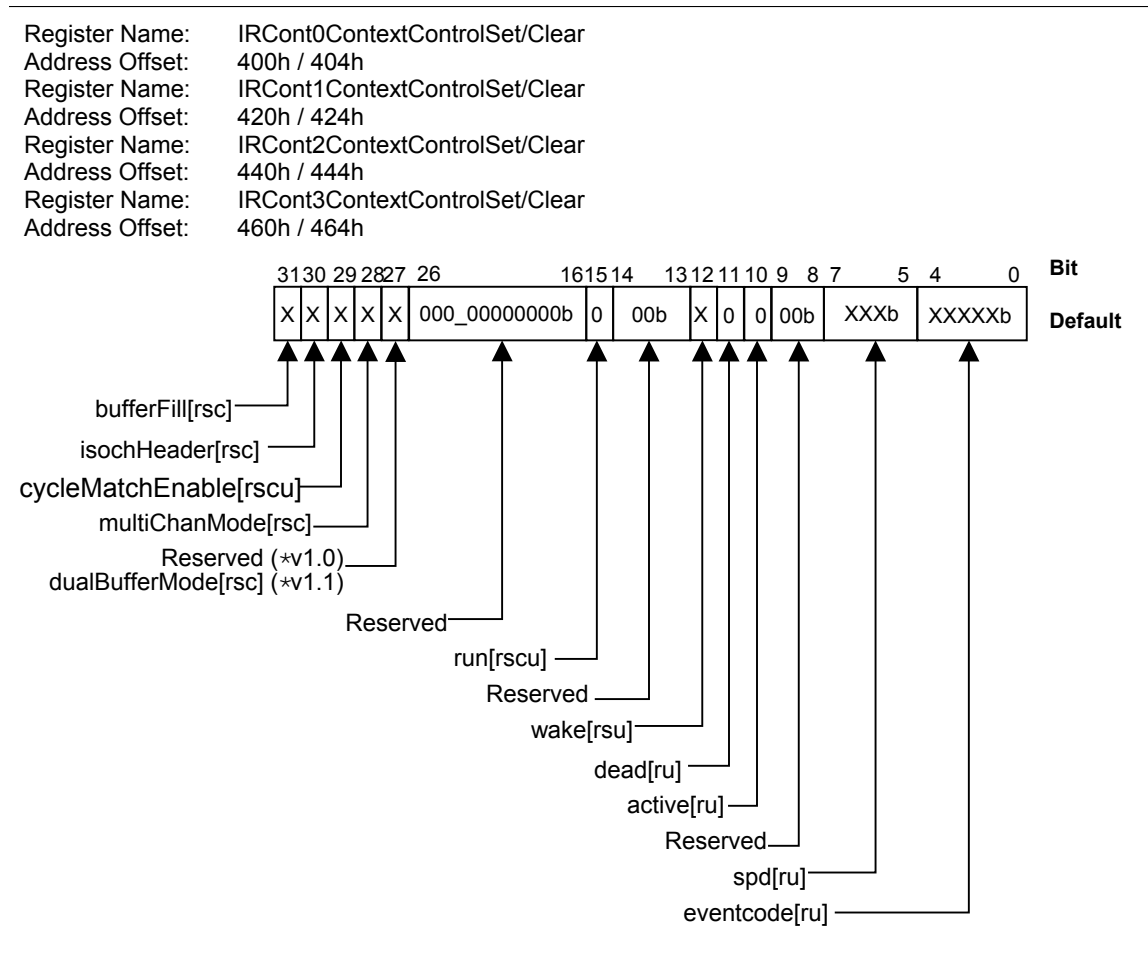 Register Name: IRCont0ContextControlSet/Clear
Address Offset: 400h / 404h
Register Name: IRCont1ContextControlSet/Clear
Address Offset: 420h / 424h
Register Name: IRCont2ContextControlSet/Clear
Address Offset: 440h / 444h
Register Name: IRCont3ContextControlSet/Clear
Address Offset: 460h / 464h
31 30 29 28 27 26 16 15 14 13 12 11 10 9 8 7 5 4 0 Bit
X X X X X 000_00000000b 0 00b X 0 0 00b XXXb XXXXXb Default
bufferFill[rsc]
isochHeader[rsc]
cycleMatchEnable[rscu]
multiChanMode[rsc]
Reserved (*v1.0)
dualBufferMode[rsc] (*v1.1)
Reserved
run[rscu]
Reserved
wake[rsu]
dead[ru]
active[ru]
Reserved
spd[ru]
eventcode[ru]